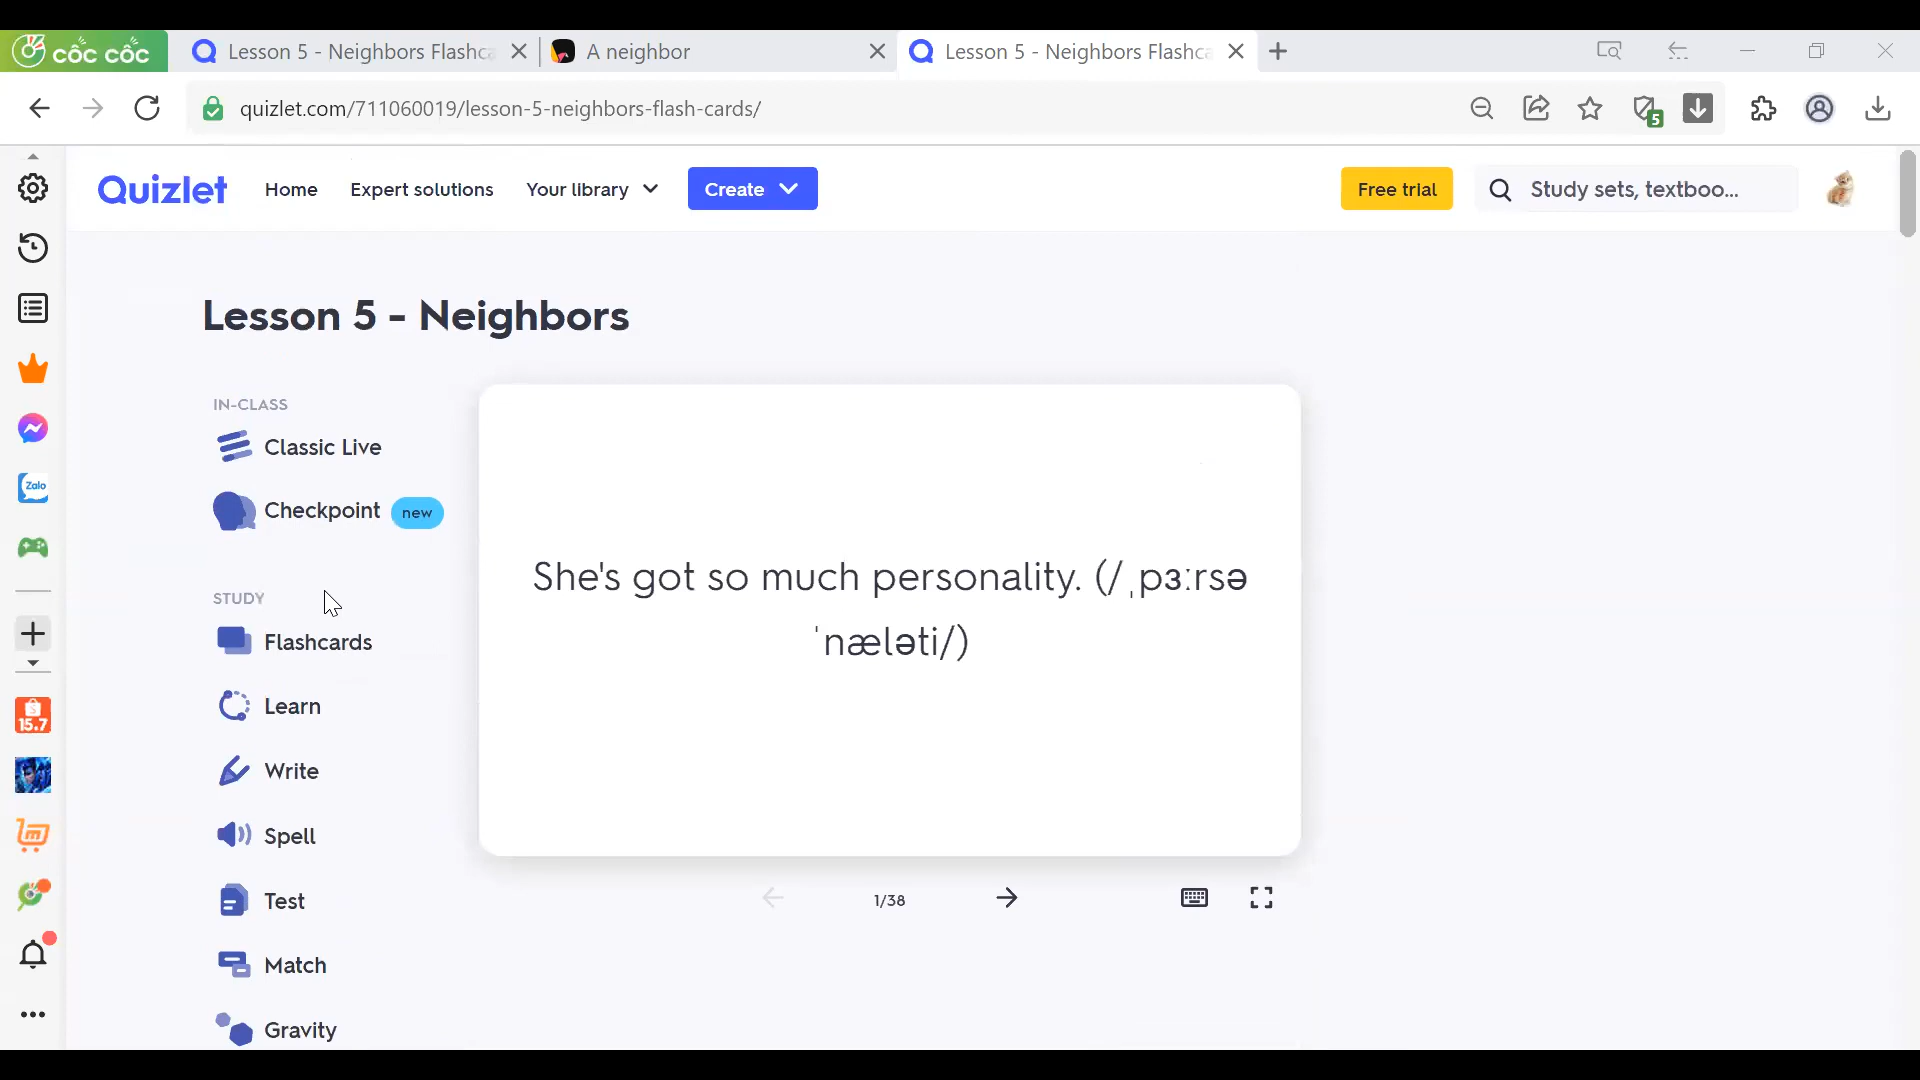 cốc cốc
Lesson 5 - Neighbors Flashca
A neighbor
Lesson 5 - Neighbors Flashca
quizlet.com/711060019/lesson-5-neighbors-flash-cards/
5
Quizlet
Home
Expert solutions
Your library
Create
Free trial
Study sets, textboo...
Lesson 5 - Neighbors
IN-CLASS
Classic Live
Checkpoint new
STUDY
Flashcards
Learn
Write
Spell
Test
Match
Gravity
She's got so much personality. (/ˌpɜːrsə
ˈnæləti/)
1/38
Zalo
15.7